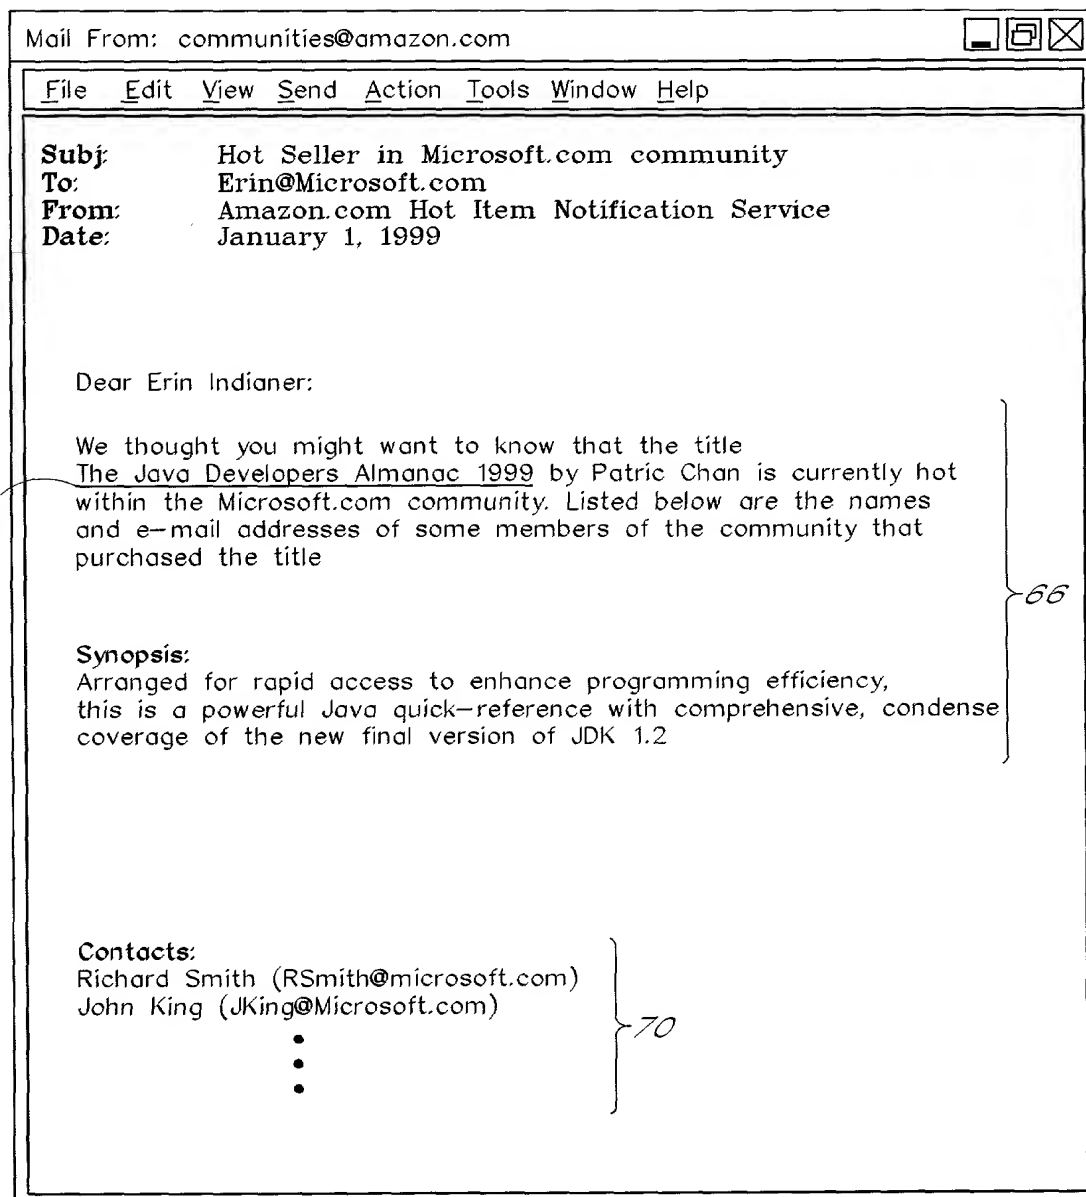 Mail From: communities@amazon.com
File Edit View Send Action Tools Window Help
Subj: Hot Seller in Microsoft.com community
To: Erin@Microsoft.com
From: Amazon.com Hot Item Notification Service
Date: January 1, 1999
Dear Erin Indianer:
We thought you might want to know that the title
The Java Developers Almanac 1999 by Patric Chan is currently hot
within the Microsoft.com community. Listed below are the names
and e-mail addresses of some members of the community that
purchased the title
66
Synopsis:
Arranged for rapid access to enhance programming efficiency,
this is a powerful Java quick-reference with comprehensive, condense
coverage of the new final version of JDK 1.2
Contacts:
Richard Smith (RSmith@microsoft.com)
John King (JKing@Microsoft.com)
70